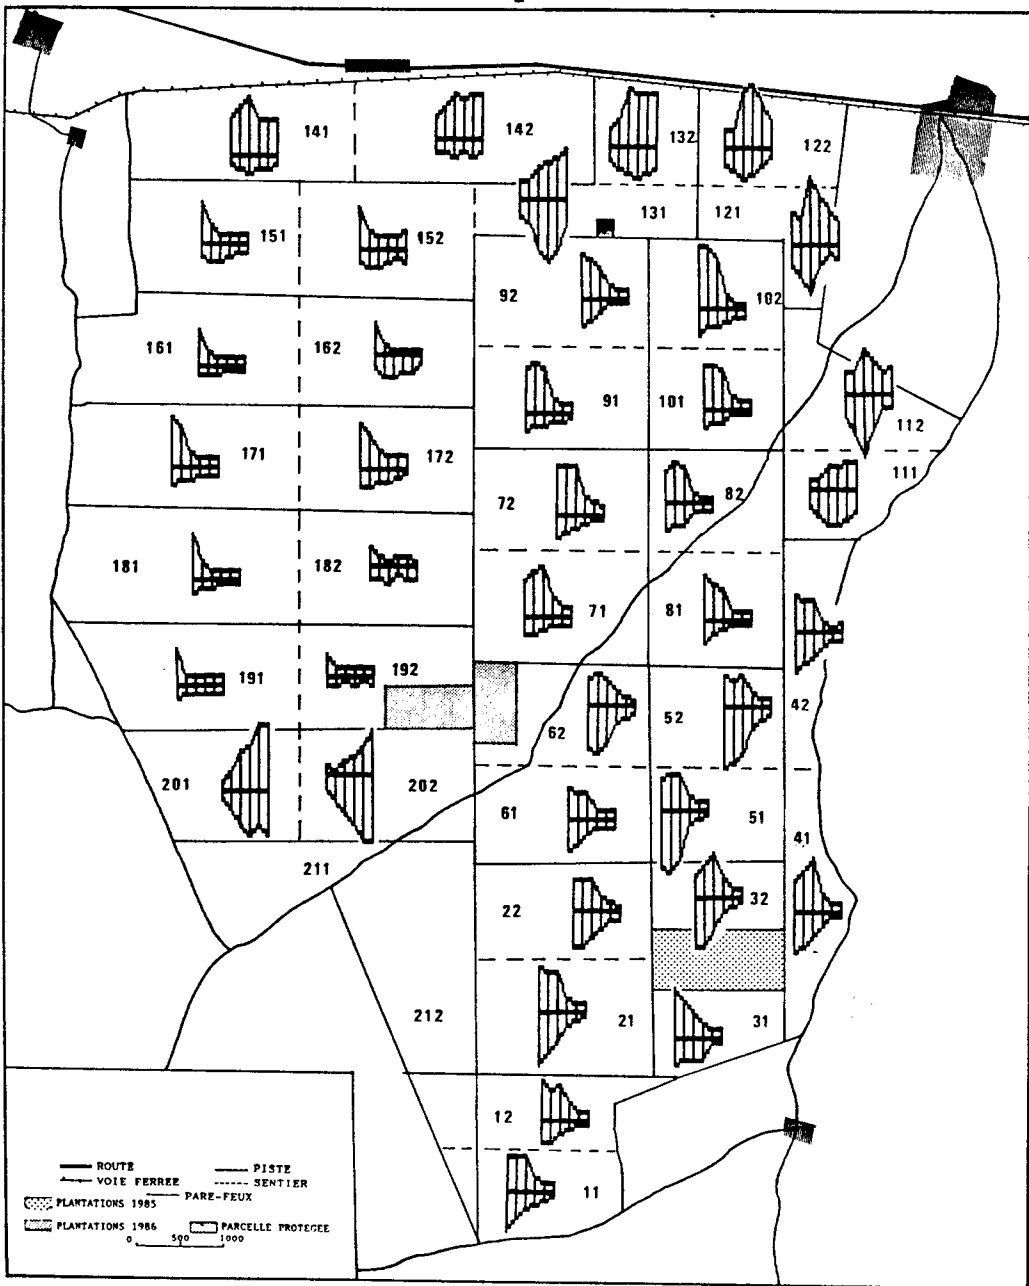 141 142 132 122
131 121
151 152
92 102
161 162
91 101 112
171 172
72 82 111
181 182
71 81
191 192
62 52 42
201 202
61 51 41
211
22 32
212 21 31
12
11
ROUTE PISTE
VOIE FERREE SENTIER
PARE-FEUX
PLANTATIONS 1985
PLANTATIONS 1986 PARCELLE PROTEGEE
0 500 1000